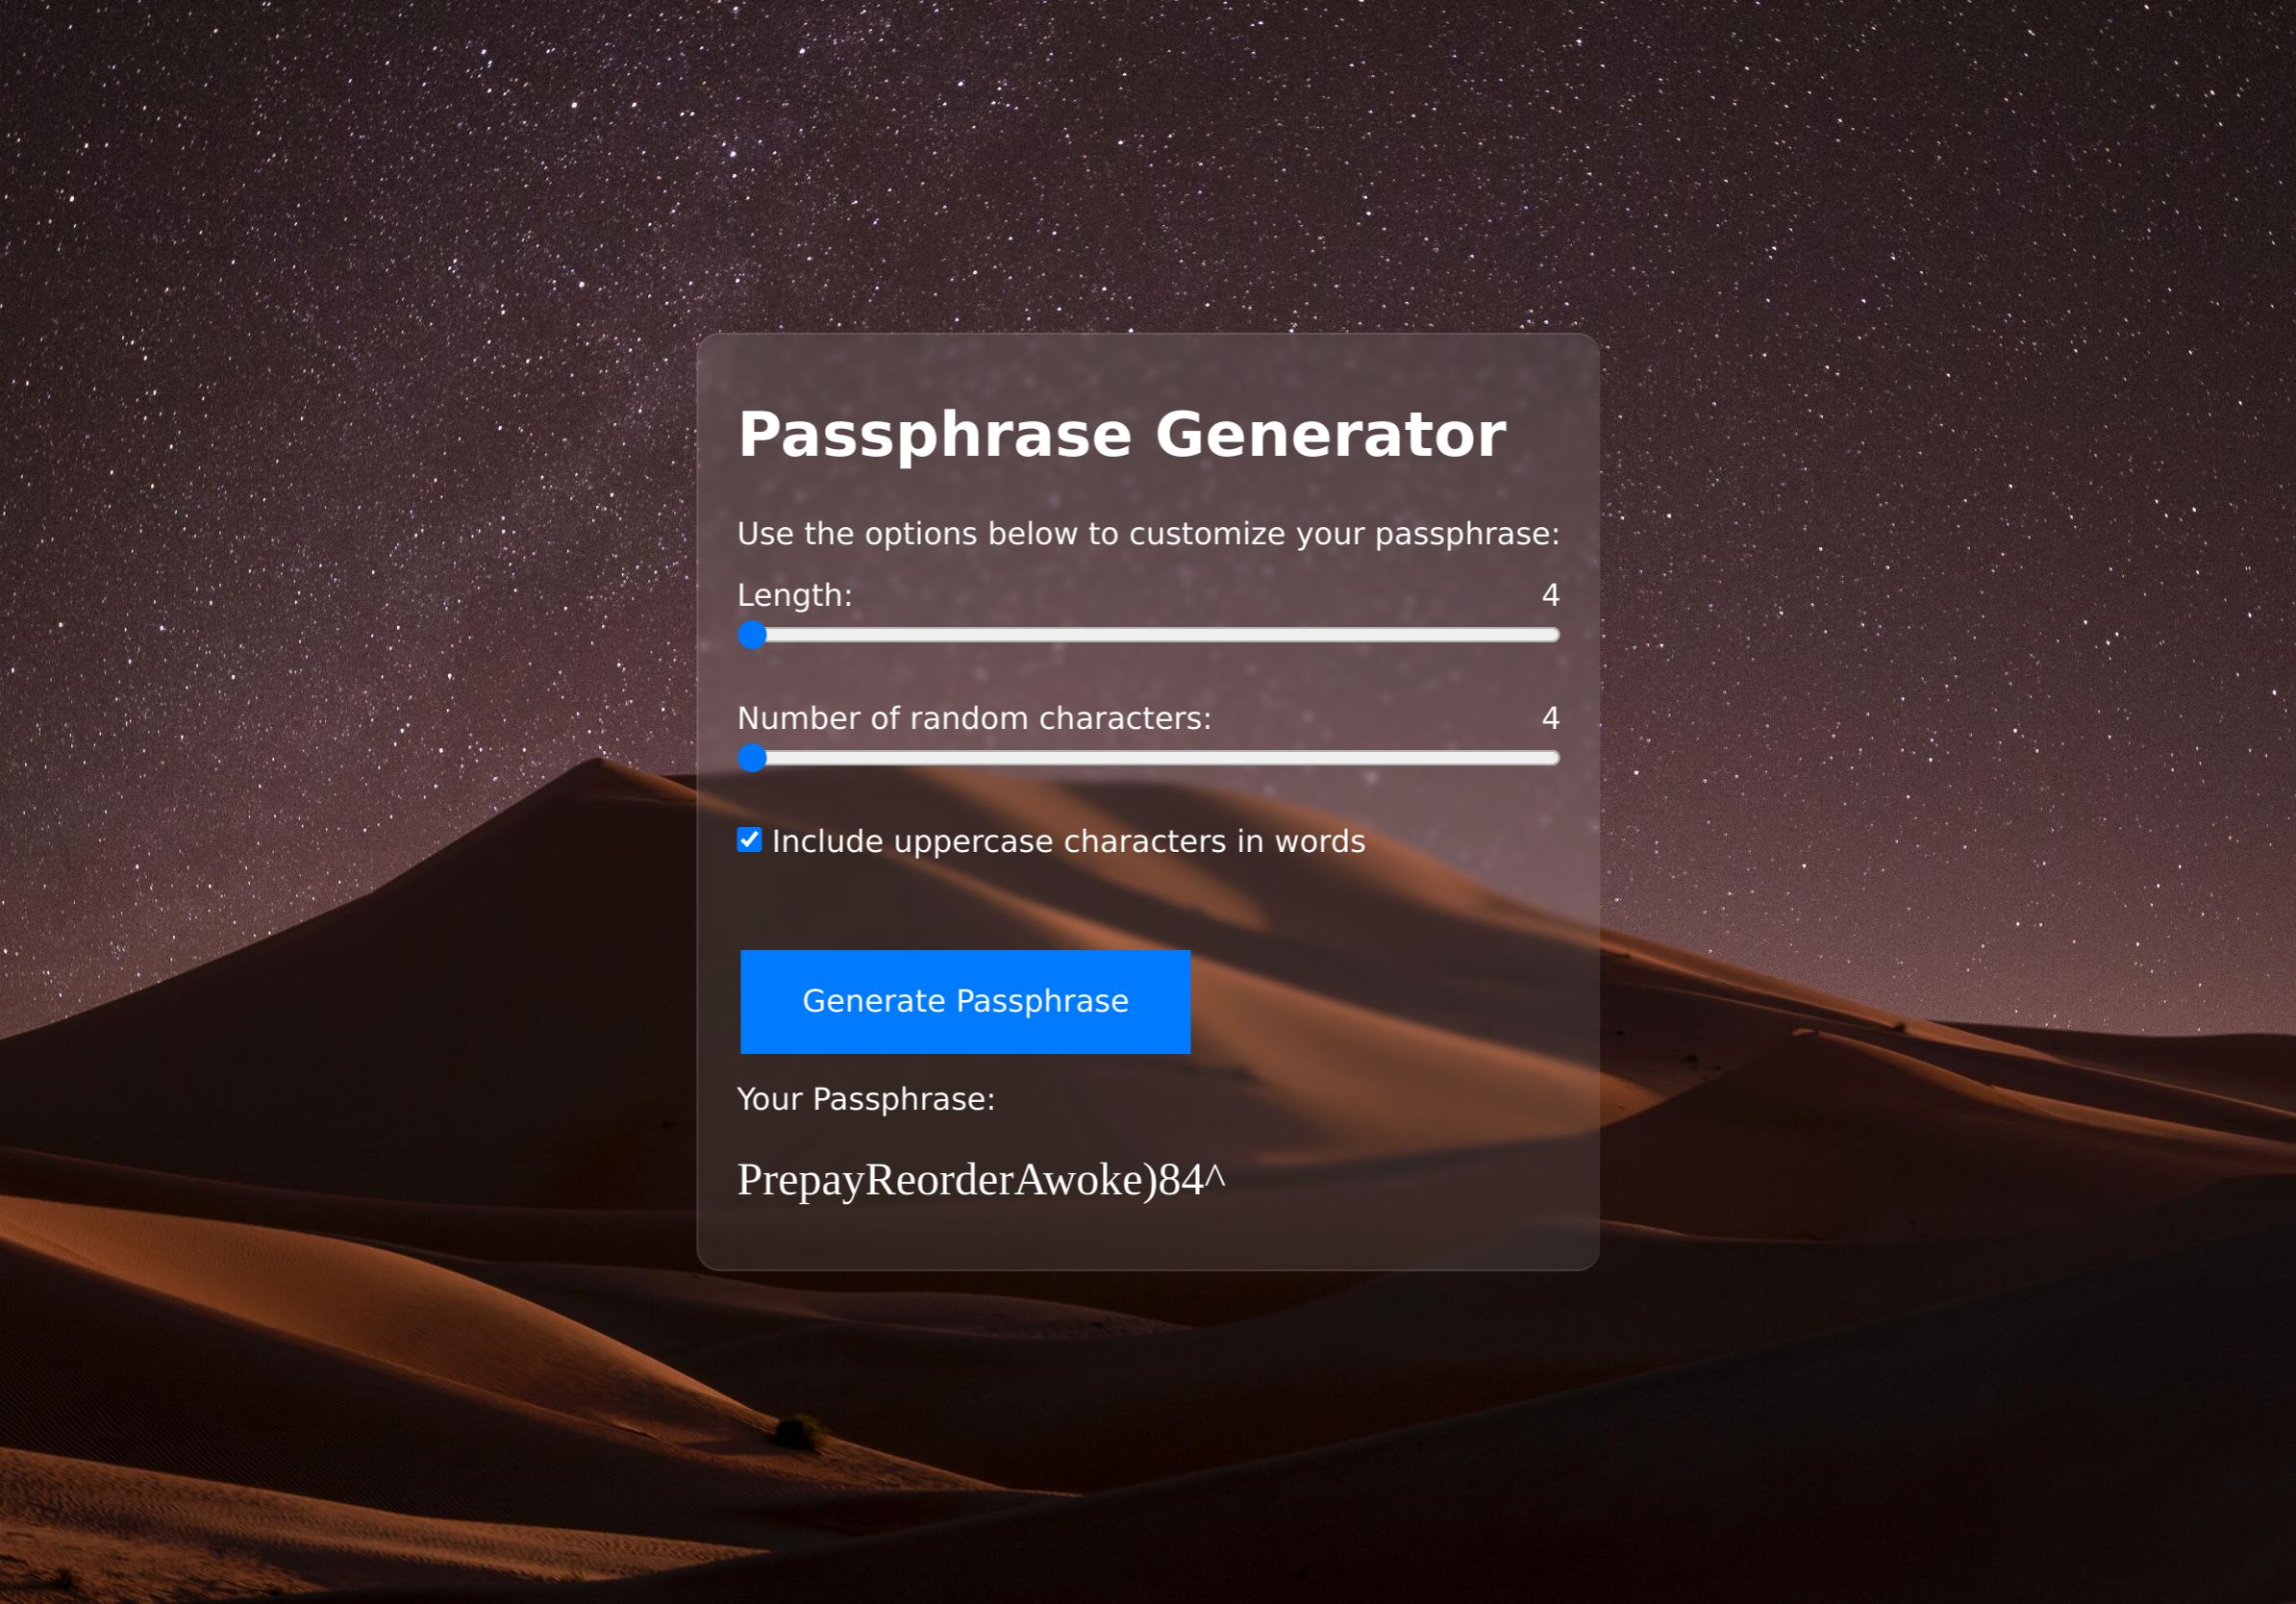 Passphrase Generator
Use the options below to customize your passphrase:
Length: 4
Number of random characters: 4
Include uppercase characters in words
Generate Passphrase
Your Passphrase:
PrepayReorderAwoke)84^